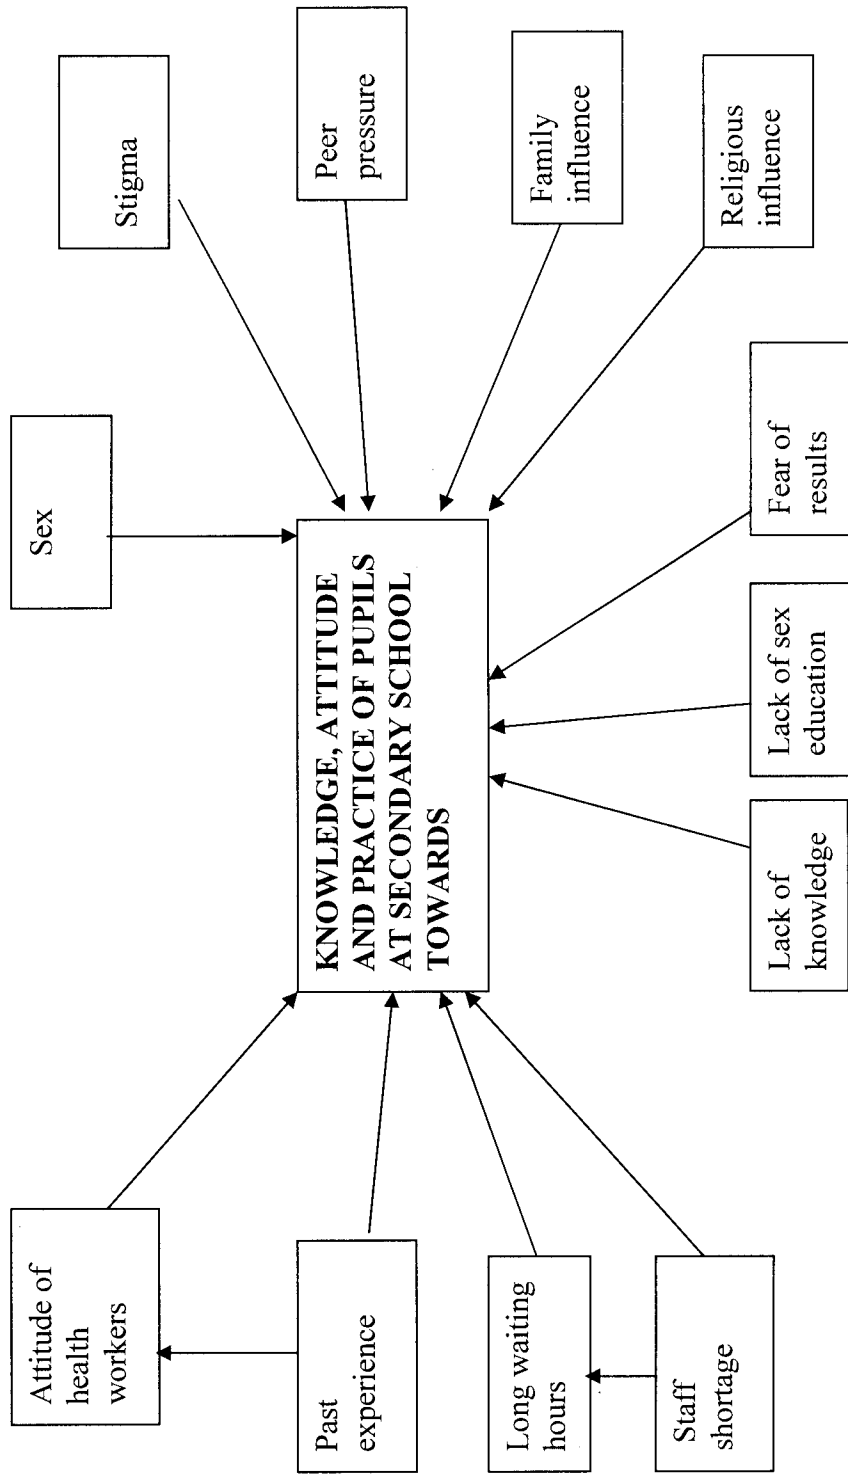 Attitude of
health
workers
Sex
Stigma
Past
experience
KNOWLEDGE, ATTITUDE
AND PRACTICE OF PUPILS
AT SECONDARY SCHOOL
TOWARDS
Peer
pressure
Long waiting
hours
Family
influence
Staff
shortage
Lack of
knowledge
Lack of sex
education
Fear of
results
Religious
influence